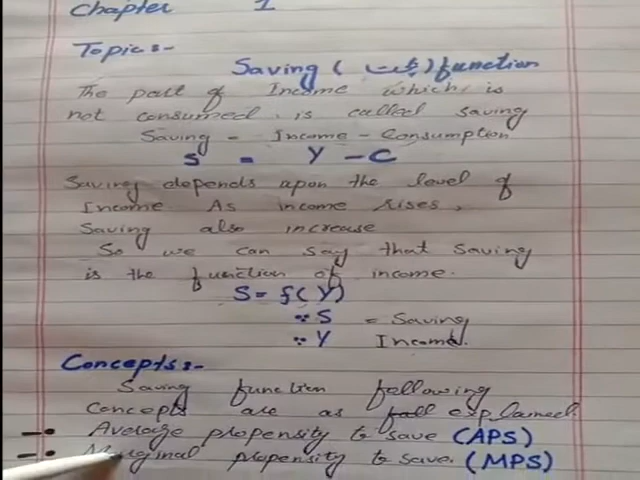 Chapter 1
Topic:-
Saving (بچت) function
The part of Income which is
not consumed is called saving
Saving = Income - Consumption
S = Y - C
Saving depends upon the level of
Income As income rises,
Saving also increase
So we can say that saving
is the function of income.
S = f(Y)
∵ S = Saving
∵ Y Income.
Concepts:-
Saving function following
Concepts are as explained.
Average propensity to save (APS)
Marginal propensity to save. (MPS)